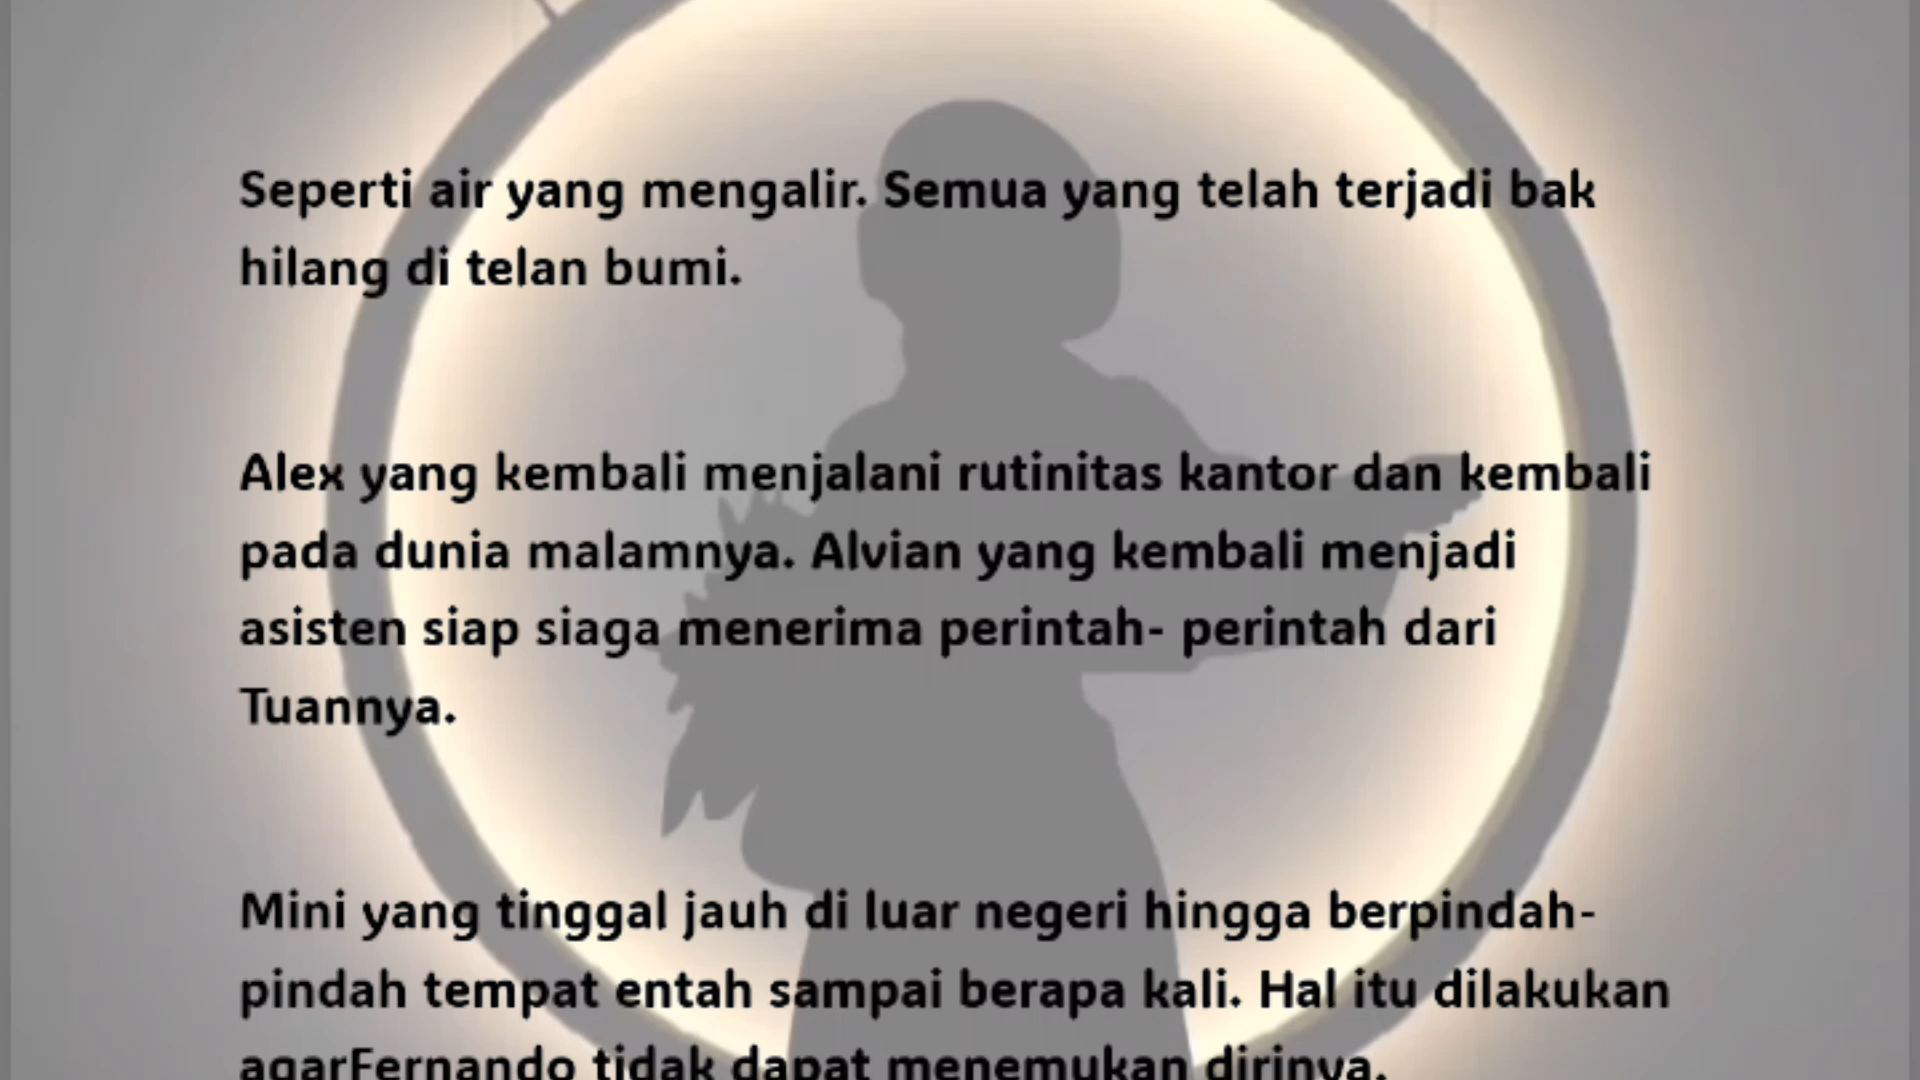 Seperti air yang mengalir. Semua yang telah terjadi bak
hilang di telan bumi.
Alex yang kembali menjalani rutinitas kantor dan kembali
pada dunia malamnya. Alvian yang kembali menjadi
asisten siap siaga menerima perintah- perintah dari
Tuannya.
Mini yang tinggal jauh di luar negeri hingga berpindah-
pindah tempat entah sampai berapa kali. Hal itu dilakukan
agarFernando tidak dapat menemukan dirinya.